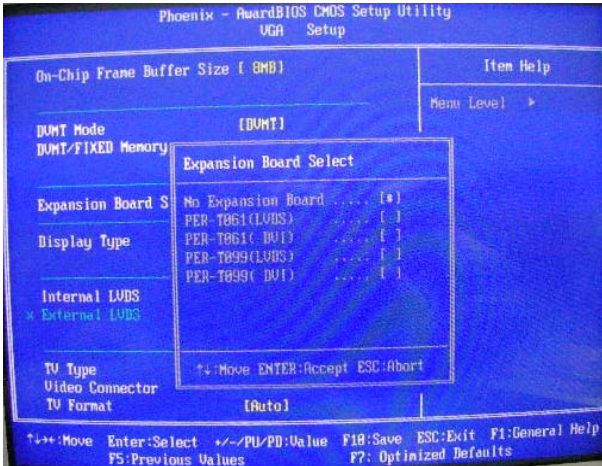 Phoenix - AwardBIOS CMOS Setup Utility
VGA Setup
On-Chip Frame Buffer Size [ 8MB]
Item Help
Menu Level ►
DVMT Mode [DVMT]
DVMT/FIXED Memory
Expansion Board Select
Expansion Board S
No Expansion Board ..... [■]
PER-T061(LVDS) ..... [ ]
PER-T061( DVI) ..... [ ]
Display Type
PER-T099(LVDS) ..... [ ]
PER-T099( DVI) ..... [ ]
Internal LVDS
x External LVDS
TV Type
↑↓:Move ENTER:Accept ESC:Abort
Video Connector
TV Format [Auto]
↑↓→←:Move Enter:Select +/-/PU/PD:Value F10:Save ESC:Exit F1:General Help
F5:Previous Values F7: Optimized Defaults